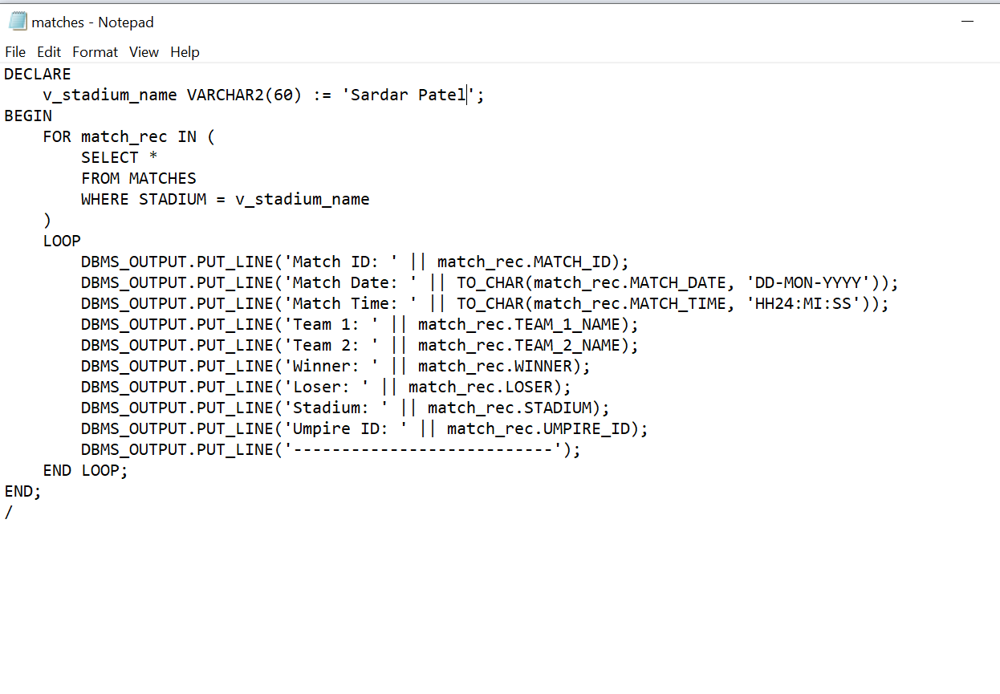 matches - Notepad
File Edit Format View Help
DECLARE
    v_stadium_name VARCHAR2(60) := 'Sardar Patel';
BEGIN
    FOR match_rec IN (
        SELECT *
        FROM MATCHES
        WHERE STADIUM = v_stadium_name
    )
    LOOP
        DBMS_OUTPUT.PUT_LINE('Match ID: ' || match_rec.MATCH_ID);
        DBMS_OUTPUT.PUT_LINE('Match Date: ' || TO_CHAR(match_rec.MATCH_DATE, 'DD-MON-YYYY'));
        DBMS_OUTPUT.PUT_LINE('Match Time: ' || TO_CHAR(match_rec.MATCH_TIME, 'HH24:MI:SS'));
        DBMS_OUTPUT.PUT_LINE('Team 1: ' || match_rec.TEAM_1_NAME);
        DBMS_OUTPUT.PUT_LINE('Team 2: ' || match_rec.TEAM_2_NAME);
        DBMS_OUTPUT.PUT_LINE('Winner: ' || match_rec.WINNER);
        DBMS_OUTPUT.PUT_LINE('Loser: ' || match_rec.LOSER);
        DBMS_OUTPUT.PUT_LINE('Stadium: ' || match_rec.STADIUM);
        DBMS_OUTPUT.PUT_LINE('Umpire ID: ' || match_rec.UMPIRE_ID);
        DBMS_OUTPUT.PUT_LINE('---------------------------');
    END LOOP;
END;
/